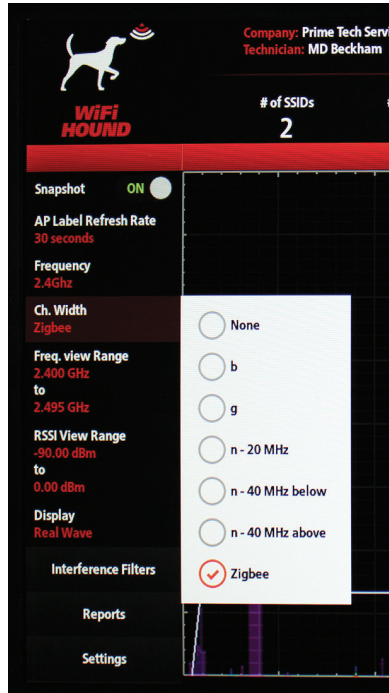 Company: Prime Tech Servi
Technician: MD Beckham
WiFi
HOUND
# of SSIDs
2
Snapshot ON
AP Label Refresh Rate
30 seconds
Frequency
2.4Ghz
Ch. Width
Zigbee
Freq. view Range
2.400 GHz
to
2.495 GHz
RSSI View Range
-90.00 dBm
to
0.00 dBm
Display
Real Wave
Interference Filters
Reports
Settings
None
b
g
n - 20 MHz
n - 40 MHz below
n - 40 MHz above
Zigbee